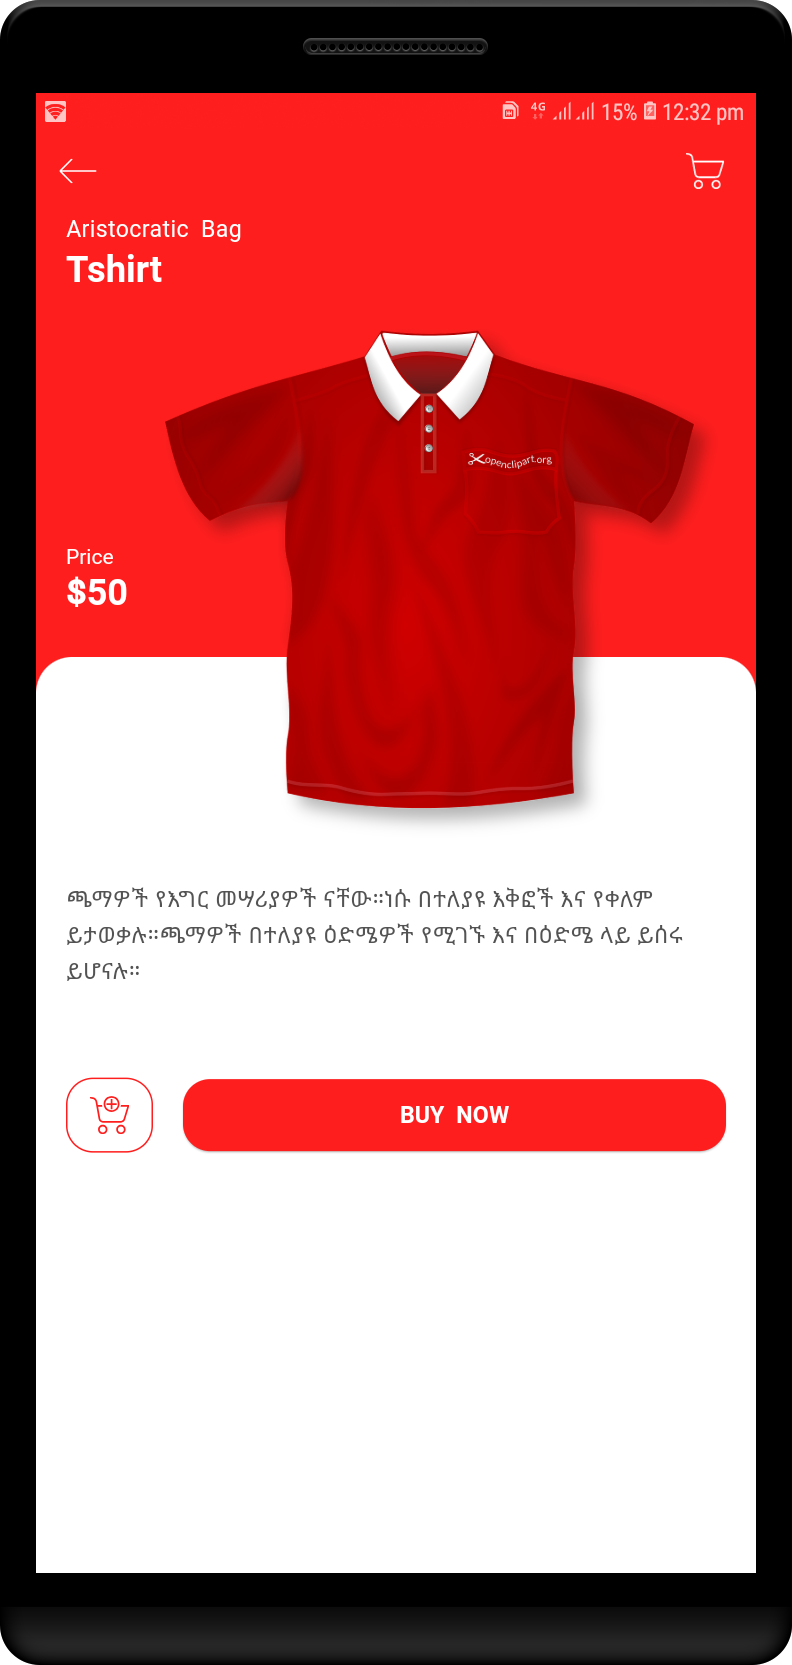 4G 15% 12:32 pm
Aristocratic Bag
Tshirt
openclipart.org
Price
$50
ጫማዎች የእግር መሣሪያዎች ናቸው።ነሱ በተለያዩ እቅፎች እና የቀለም
ይታወቃሉ።ጫማዎች በተለያዩ ዕድሜዎች የሚገኙ እና በዕድሜ ላይ ይሰሩ
ይሆናሉ።
BUY NOW